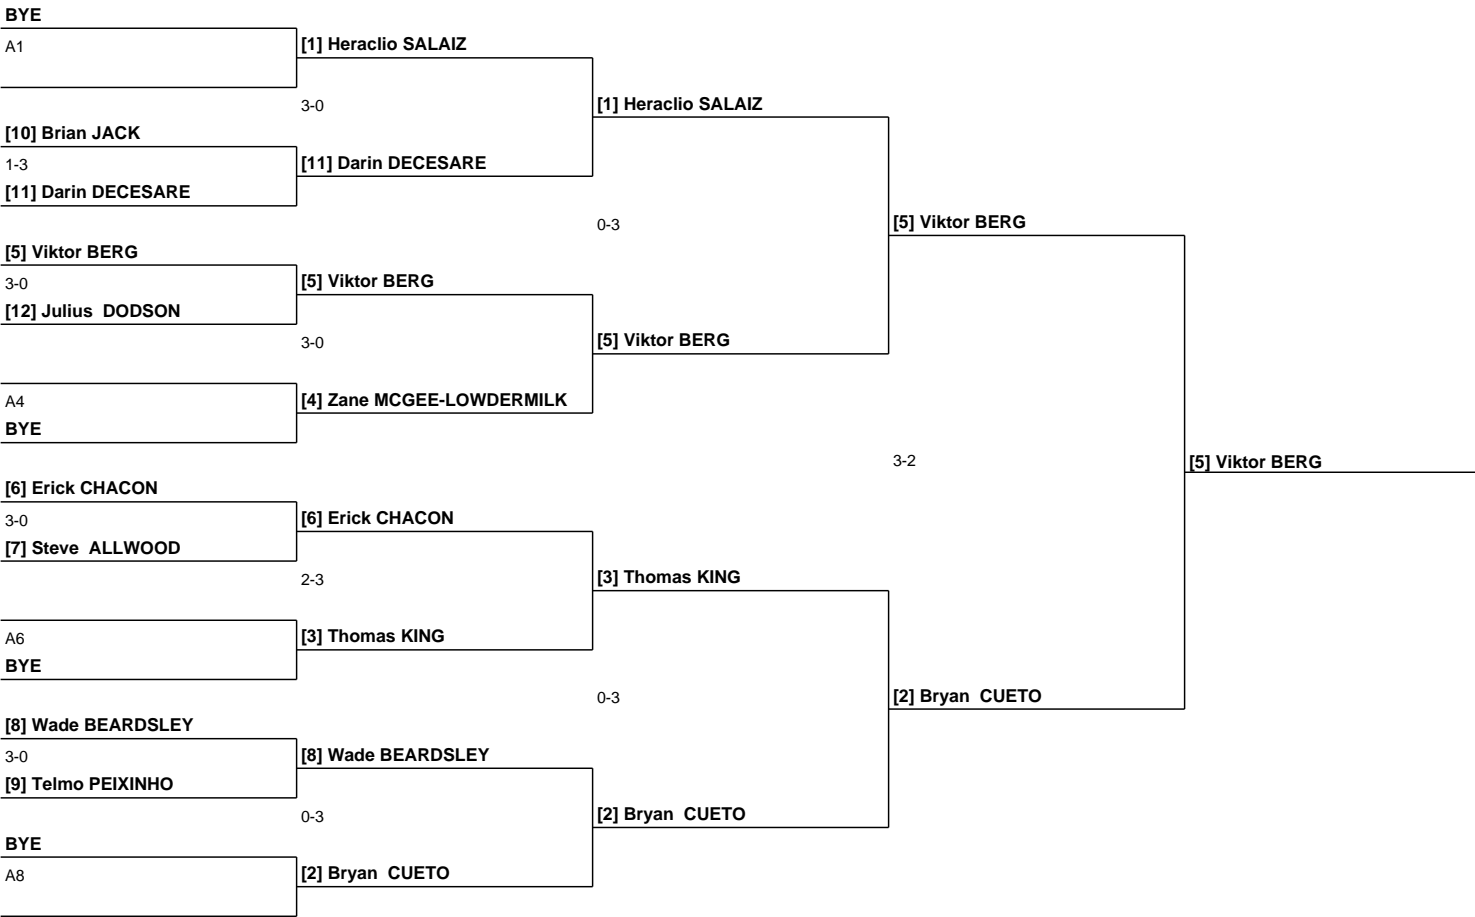 BYE
A1
[1] Heraclio SALAIZ
3-0
[1] Heraclio SALAIZ
[10] Brian JACK
1-3
[11] Darin DECESARE
[11] Darin DECESARE
0-3
[5] Viktor BERG
[5] Viktor BERG
3-0
[5] Viktor BERG
[12] Julius  DODSON
3-0
[5] Viktor BERG
A4
[4] Zane MCGEE-LOWDERMILK
BYE
3-2
[5] Viktor BERG
[6] Erick CHACON
3-0
[6] Erick CHACON
[7] Steve  ALLWOOD
2-3
[3] Thomas KING
A6
[3] Thomas KING
BYE
0-3
[2] Bryan  CUETO
[8] Wade BEARDSLEY
3-0
[8] Wade BEARDSLEY
[9] Telmo PEIXINHO
0-3
[2] Bryan  CUETO
BYE
A8
[2] Bryan  CUETO